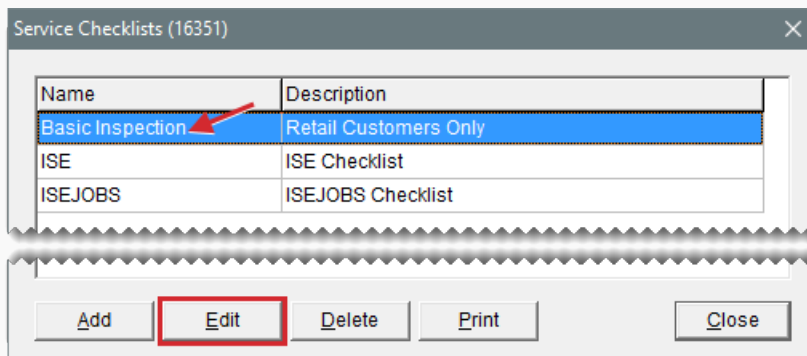 Service Checklists (16351)
Name Description
Basic Inspection Retail Customers Only
ISE ISE Checklist
ISEJOBS ISEJOBS Checklist
Add Edit Delete Print Close